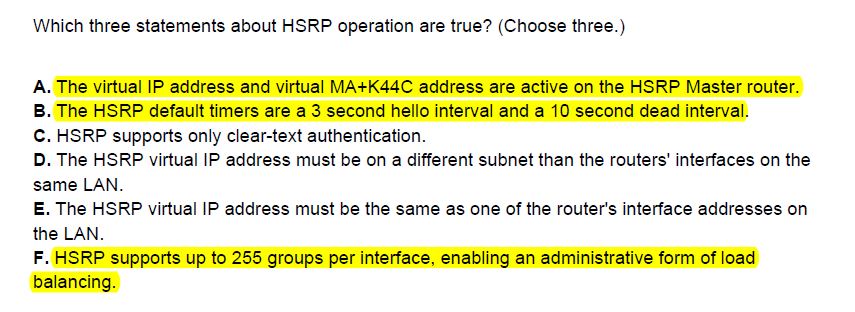 Which three statements about HSRP operation are true? (Choose three.)
A. The virtual IP address and virtual MA+K44C address are active on the HSRP Master router.
B. The HSRP default timers are a 3 second hello interval and a 10 second dead interval.
C. HSRP supports only clear-text authentication.
D. The HSRP virtual IP address must be on a different subnet than the routers' interfaces on the
same LAN.
E. The HSRP virtual IP address must be the same as one of the router's interface addresses on
the LAN.
F. HSRP supports up to 255 groups per interface, enabling an administrative form of load
balancing.